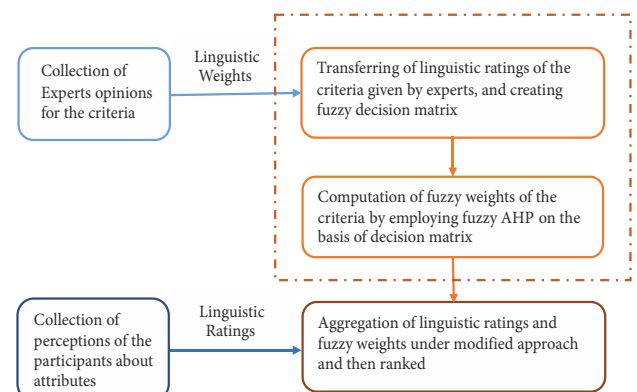 Collection of
Experts opinions
for the criteria
Linguistic
Weights
Transferring of linguistic ratings of the
criteria given by experts, and creating
fuzzy decision matrix
Computation of fuzzy weights of the
criteria by employing fuzzy AHP on the
basis of decision matrix
Collection of
perceptions of the
participants about
attributes
Linguistic
Ratings
Aggregation of linguistic ratings and
fuzzy weights under modified approach
and then ranked